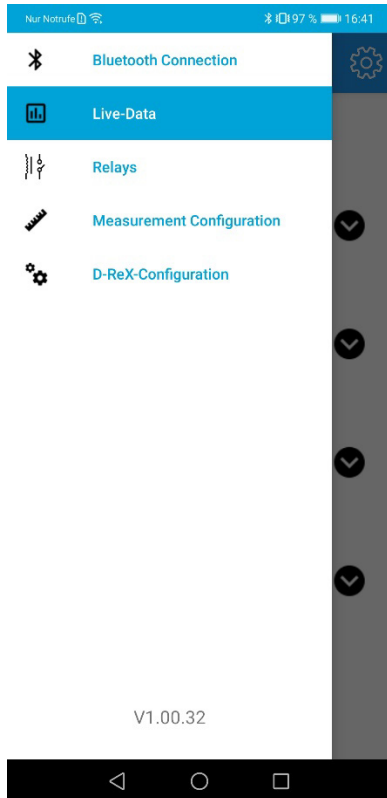 Nur Notrufe 97 % 16:41
Bluetooth Connection
Live-Data
Relays
Measurement Configuration
D-ReX-Configuration
V1.00.32